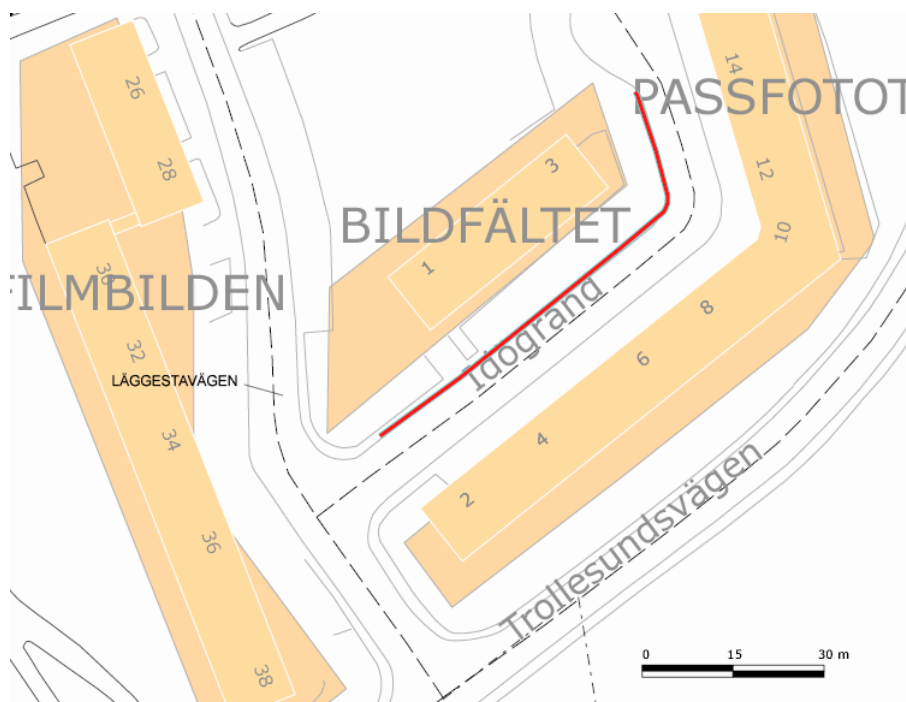 26
28
30
32
34
36
38
FILMBILDEN
LÄGGESTAVÄGEN
BILDFÄLTET
1
3
PASSFOTOT
14
12
10
8
6
4
2
Idögränd
Trollesundsvägen
0 15 30 m